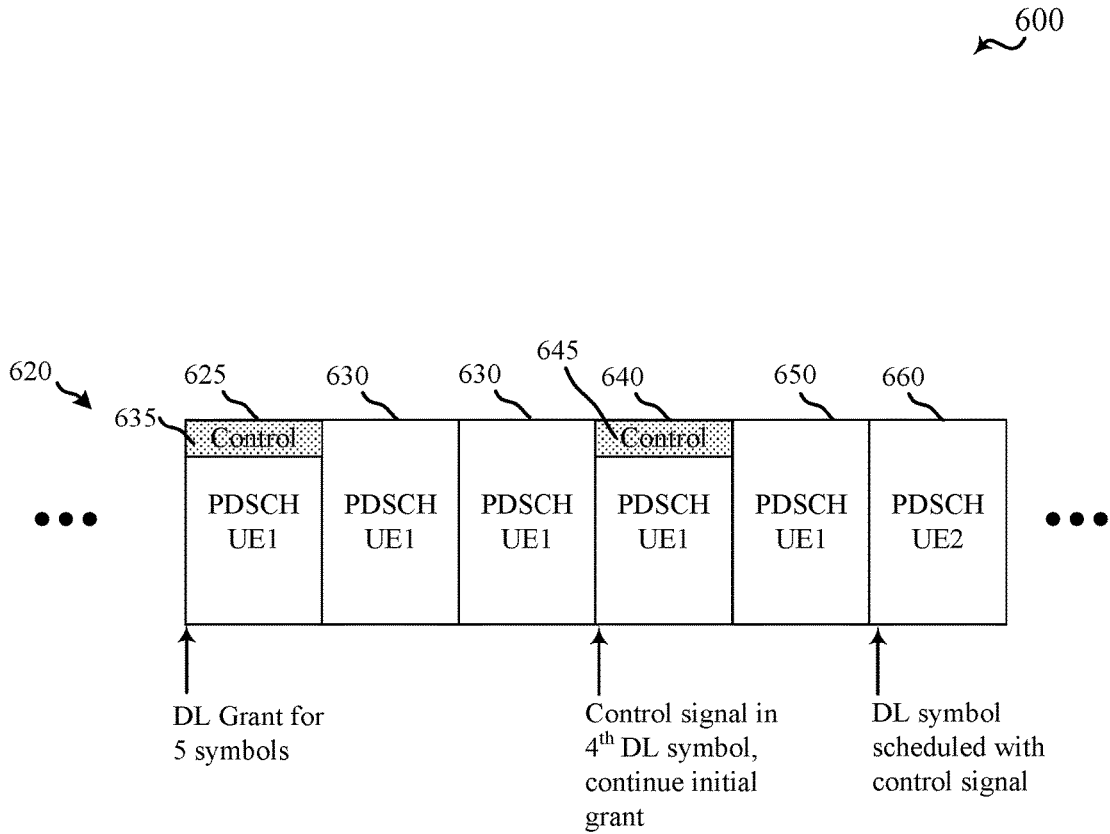 600
645
620
625
630
630
640
650
660
635
Control
Control
PDSCH
UE1
PDSCH
UE1
PDSCH
UE1
PDSCH
UE1
PDSCH
UE1
PDSCH
UE2
DL Grant for
5 symbols
Control signal in
4th DL symbol,
continue initial
grant
DL symbol
scheduled with
control signal